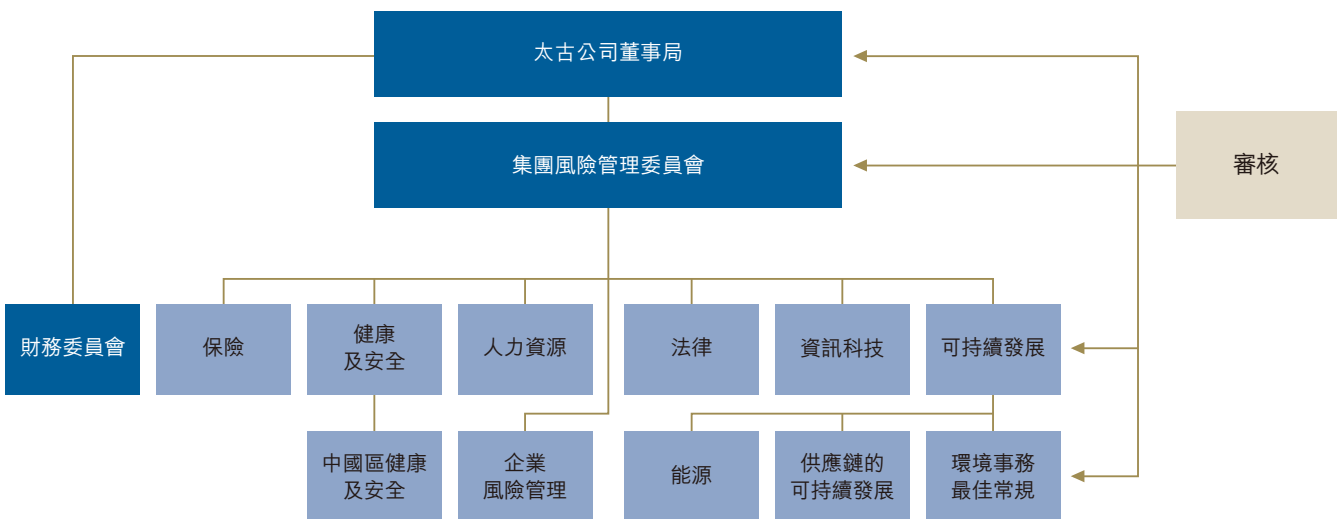 太古公司董事局
集團風險管理委員會
審核
財務委員會
保險
健康
及安全
人力資源
法律
資訊科技
可持續發展
中國區健康
及安全
企業
風險管理
能源
供應鏈的
可持續發展
環境事務
最佳常規